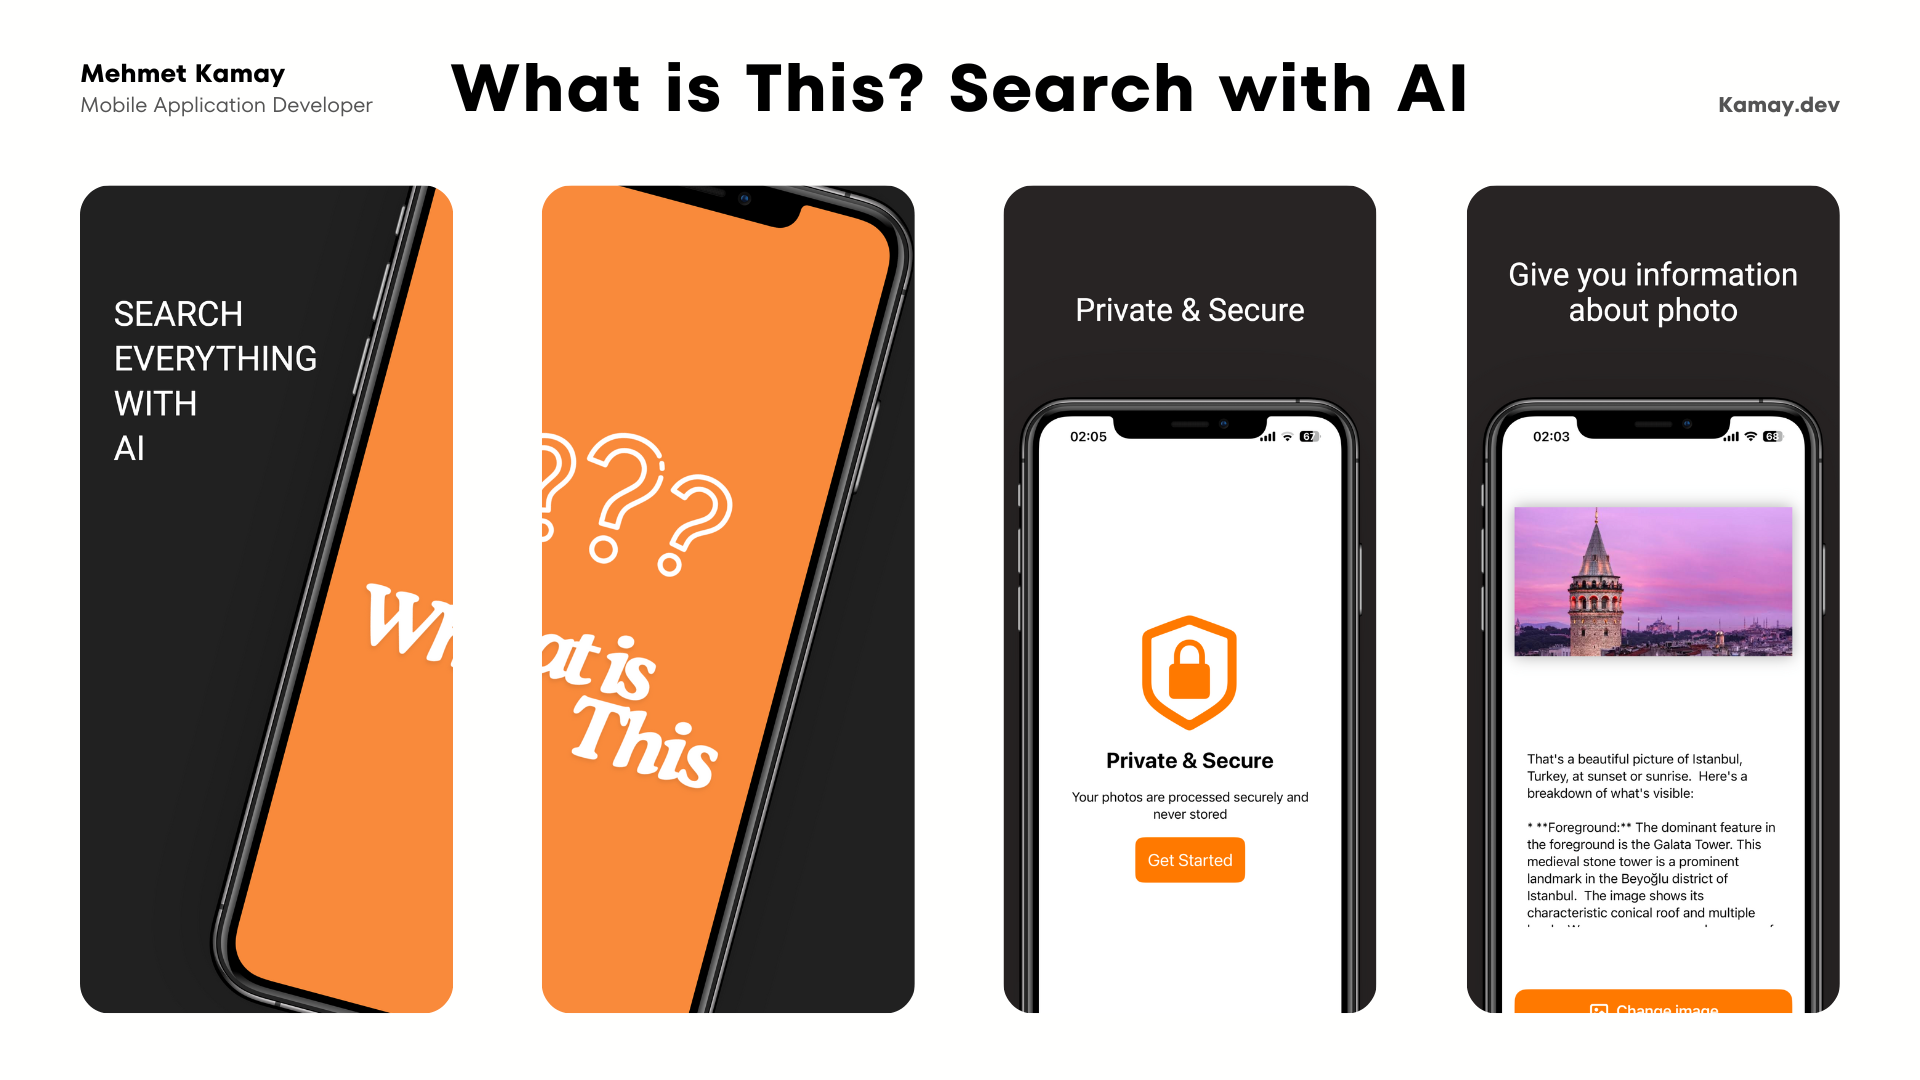 Mehmet Kamay
Mobile Application Developer
What is This? Search with AI
Kamay.dev
SEARCH
EVERYTHING
WITH
AI
Wh
???
at is
This
Private & Secure
02:05
67
Private & Secure
Your photos are processed securely and
never stored
Get Started
Give you information
about photo
02:03
68
That's a beautiful picture of Istanbul,
Turkey, at sunset or sunrise.  Here's a
breakdown of what's visible:
* **Foreground:** The dominant feature in
the foreground is the Galata Tower. This
medieval stone tower is a prominent
landmark in the Beyoğlu district of
Istanbul.  The image shows its
characteristic conical roof and multiple
Change image